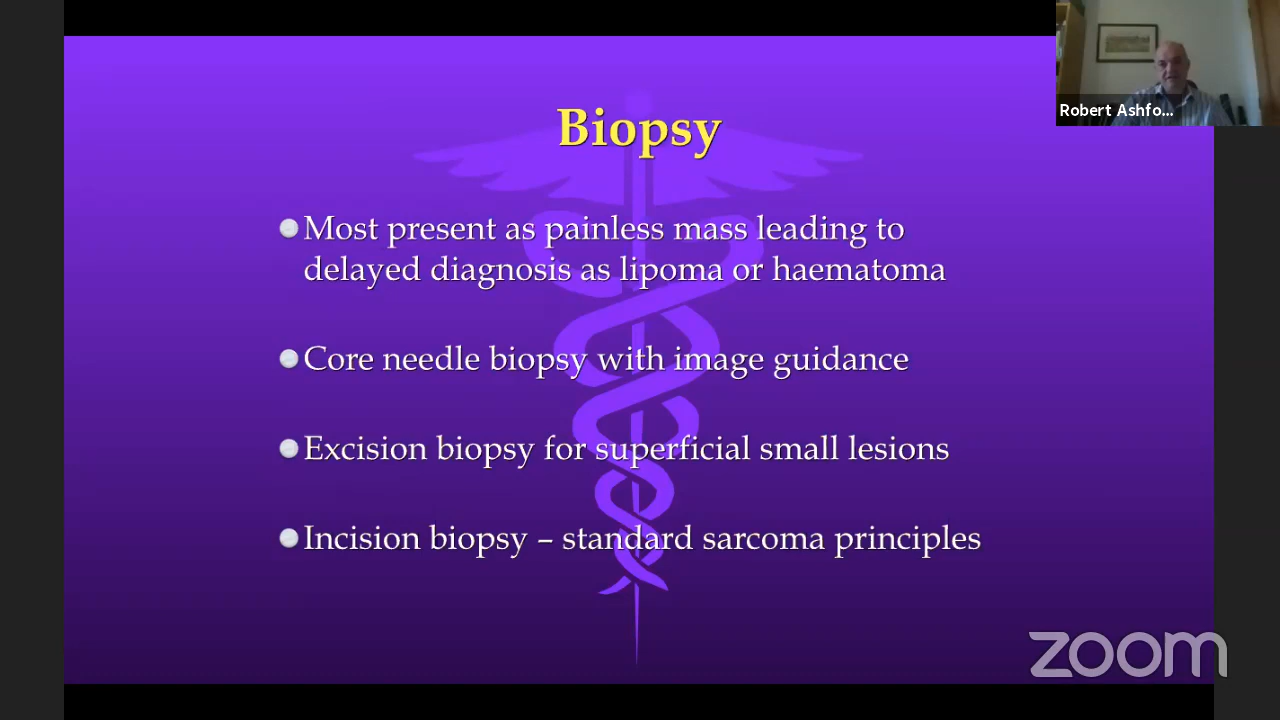 Robert Ashfo...
Biopsy
Most present as painless mass leading to
delayed diagnosis as lipoma or haematoma
Core needle biopsy with image guidance
Excision biopsy for superficial small lesions
Incision biopsy – standard sarcoma principles
zoom